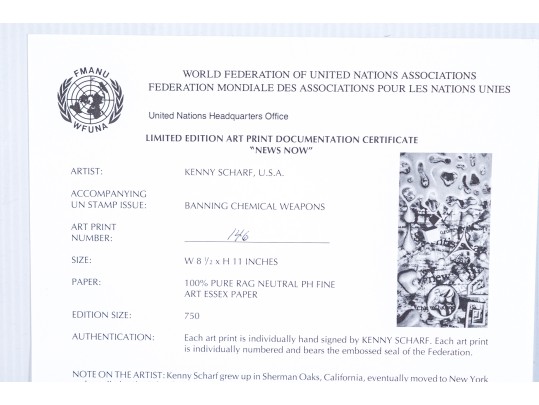 FMANU
WFUNA
WORLD FEDERATION OF UNITED NATIONS ASSOCIATIONS
FEDERATION MONDIALE DES ASSOCIATIONS POUR LES NATIONS UNIES
United Nations Headquarters Office
LIMITED EDITION ART PRINT DOCUMENTATION CERTIFICATE
"NEWS NOW"
ARTIST: KENNY SCHARF, U.S.A.
ACCOMPANYING
UN STAMP ISSUE: BANNING CHEMICAL WEAPONS
ART PRINT
NUMBER: 146
SIZE: W 8 1/2 x H 11 INCHES
PAPER: 100% PURE RAG NEUTRAL PH FINE
ART ESSEX PAPER
EDITION SIZE: 750
AUTHENTICATION: Each art print is individually hand signed by KENNY SCHARF. Each art print
is individually numbered and bears the embossed seal of the Federation.
NOTE ON THE ARTIST: Kenny Scharf grew up in Sherman Oaks, California, eventually moved to New York